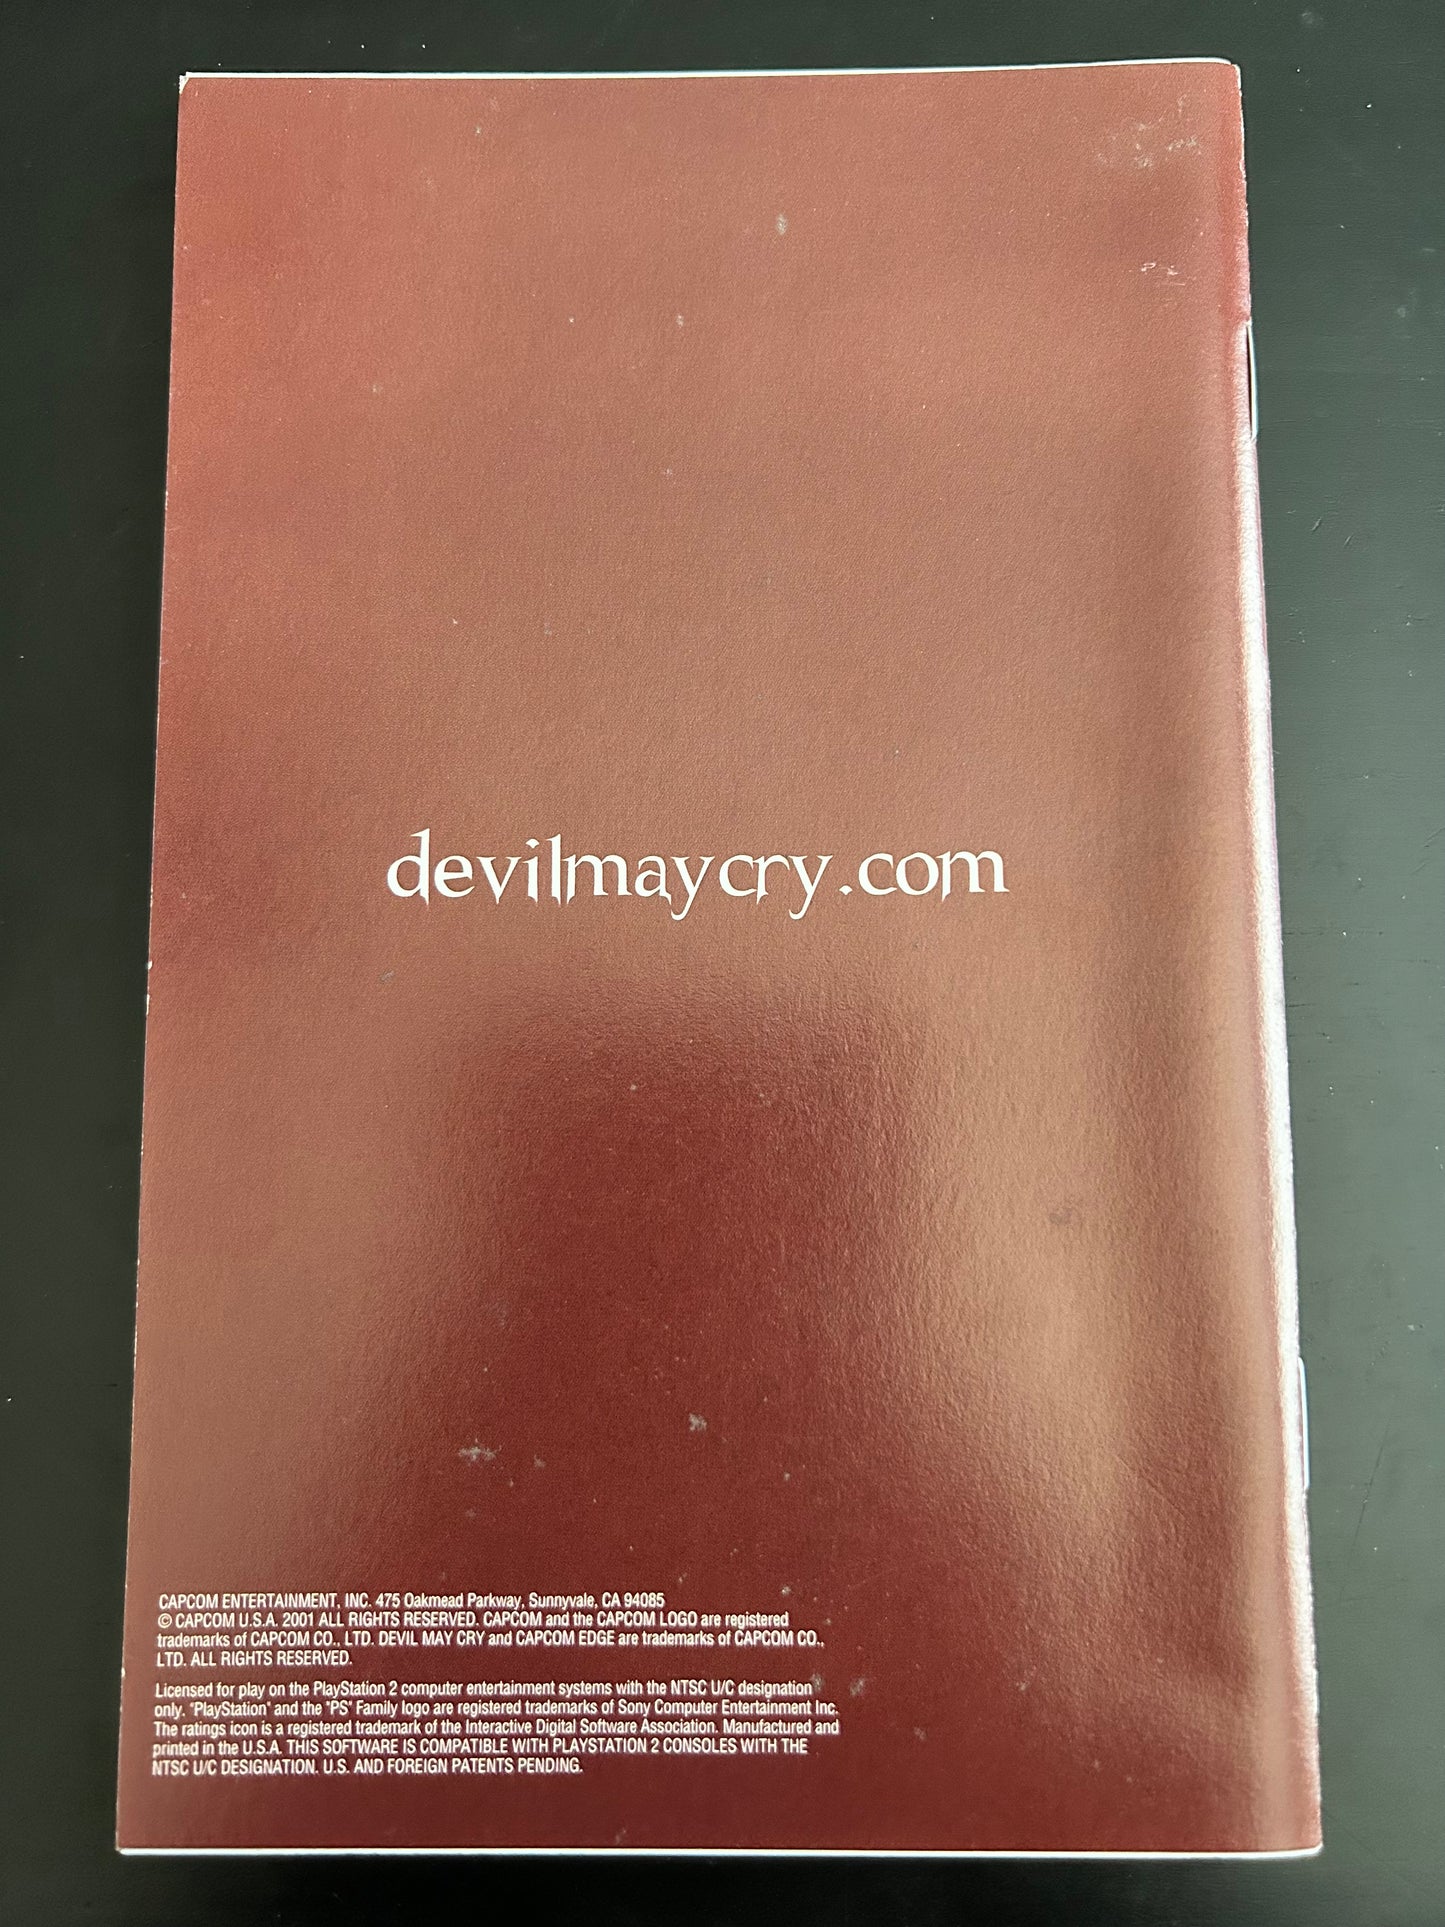 devilmaycry.com
CAPCOM ENTERTAINMENT, INC. 475 Oakmead Parkway, Sunnyvale, CA 94085
© CAPCOM U.S.A. 2001 ALL RIGHTS RESERVED. CAPCOM and the CAPCOM LOGO are registered
trademarks of CAPCOM CO., LTD. DEVIL MAY CRY and CAPCOM EDGE are trademarks of CAPCOM CO.,
LTD. ALL RIGHTS RESERVED.
Licensed for play on the PlayStation 2 computer entertainment systems with the NTSC U/C designation
only. "PlayStation" and the "PS" Family logo are registered trademarks of Sony Computer Entertainment Inc.
The ratings icon is a registered trademark of the Interactive Digital Software Association. Manufactured and
printed in the U.S.A. THIS SOFTWARE IS COMPATIBLE WITH PLAYSTATION 2 CONSOLES WITH THE
NTSC U/C DESIGNATION. U.S. AND FOREIGN PATENTS PENDING.